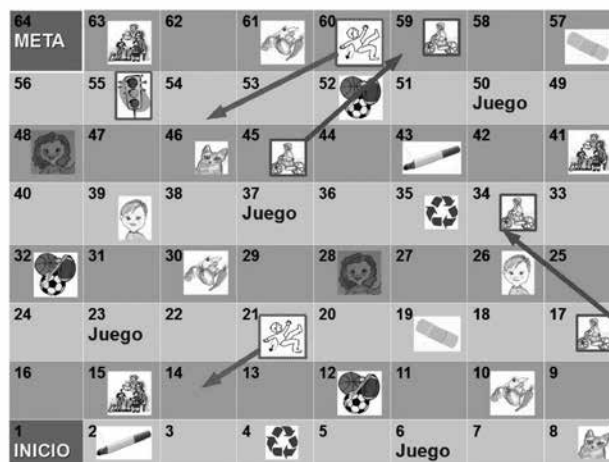 64 63 62 61 60 59 58 57
META
56 55 54 53 52 51 50 49
Juego
48 47 46 45 44 43 42 41
40 39 38 37 36 35 34 33
Juego
32 31 30 29 28 27 26 25
24 23 22 21 20 19 18 17
Juego
16 15 14 13 12 11 10 9
1 2 3 4 5 6 7 8
INICIO Juego